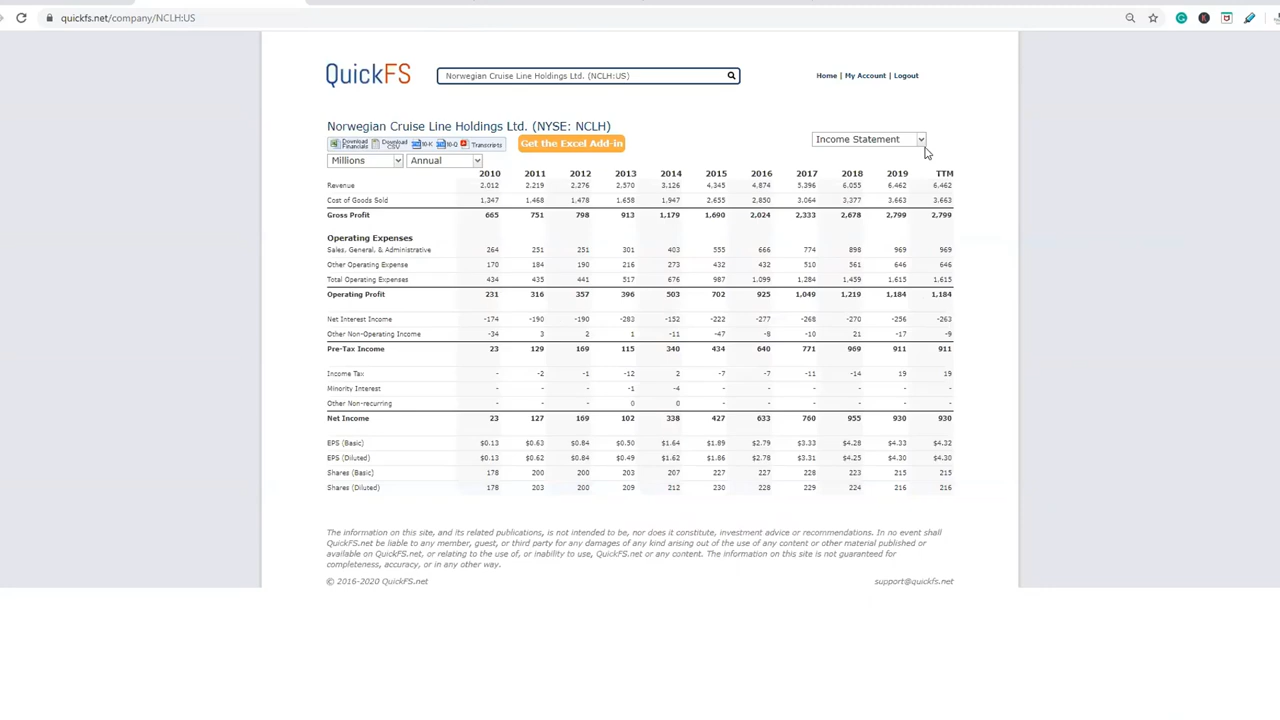 quickfs.net/company/NCLH:US
QuickFS
Norwegian Cruise Line Holdings Ltd. (NCLH:US)
Home | My Account | Logout
Norwegian Cruise Line Holdings Ltd. (NYSE: NCLH)
Income Statement
Download Financials Download CSV 10-K 10-Q Transcripts
Get the Excel Add-in
Millions Annual
2010 2011 2012 2013 2014 2015 2016 2017 2018 2019 TTM
Revenue 2,012 2,219 2,276 2,570 3,126 4,345 4,874 5,396 6,055 6,462 6,462
Cost of Goods Sold 1,347 1,468 1,478 1,658 1,947 2,655 2,850 3,064 3,377 3,663 3,663
Gross Profit 665 751 798 913 1,179 1,690 2,024 2,333 2,678 2,799 2,799
Operating Expenses
Sales, General, & Administrative 264 251 251 301 403 555 666 774 898 969 969
Other Operating Expense 170 184 190 216 273 432 432 510 561 646 646
Total Operating Expenses 434 435 441 517 676 987 1,099 1,284 1,459 1,615 1,615
Operating Profit 231 316 357 396 503 702 925 1,049 1,219 1,184 1,184
Net Interest Income -174 -190 -190 -283 -152 -222 -277 -268 -270 -256 -263
Other Non-Operating Income -34 3 2 1 -11 -47 -8 -10 21 -17 -9
Pre-Tax Income 23 129 169 115 340 434 640 771 969 911 911
Income Tax - -2 -1 -12 2 -7 -7 -11 -14 19 19
Minority Interest - - - -1 -4 - - - - - -
Other Non-recurring - - - 0 0 - - - - - -
Net Income 23 127 169 102 338 427 633 760 955 930 930
EPS (Basic) $0.13 $0.63 $0.84 $0.50 $1.64 $1.89 $2.79 $3.33 $4.28 $4.33 $4.32
EPS (Diluted) $0.13 $0.62 $0.84 $0.49 $1.62 $1.86 $2.78 $3.31 $4.25 $4.30 $4.30
Shares (Basic) 178 200 200 203 207 227 227 228 223 215 215
Shares (Diluted) 178 203 200 209 212 230 228 229 224 216 216
The information on this site, and its related publications, is not intended to be, nor does it constitute, investment advice or recommendations. In no event shall
QuickFS.net be liable to any member, guest, or third party for any damages of any kind arising out of the use of any content or other material published or
available on QuickFS.net, or relating to the use of, or inability to use, QuickFS.net or any content. The information on this site is not guaranteed for
completeness, accuracy, or in any other way.
© 2016-2020 QuickFS.net
support@quickfs.net